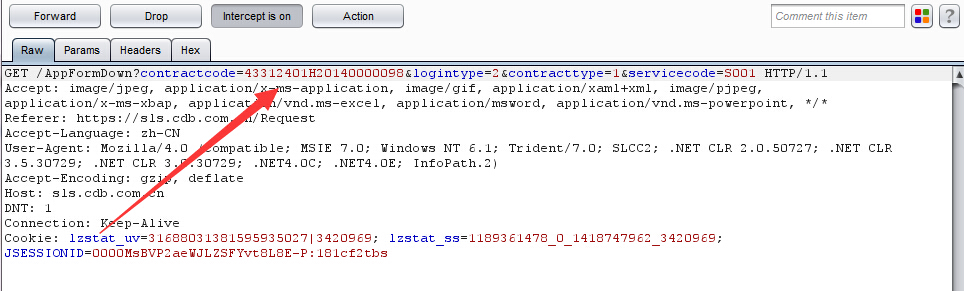 Forward Drop Intercept is on Action Comment this item ?
Raw Params Headers Hex
GET /AppFormDown?contractcode=43312401H20140000098&logintype=2&contracttype=1&servicecode=S001 HTTP/1.1
Accept: image/jpeg, application/x-ms-application, image/gif, application/xaml+xml, image/pjpeg,
application/x-ms-xbap, application/vnd.ms-excel, application/msword, application/vnd.ms-powerpoint, */*
Referer: https://sls.cdb.com.cn/Request
Accept-Language: zh-CN
User-Agent: Mozilla/4.0 (compatible; MSIE 7.0; Windows NT 6.1; Trident/7.0; SLCC2; .NET CLR 2.0.50727; .NET CLR
3.5.30729; .NET CLR 3.0.30729; .NET4.0C; .NET4.0E; InfoPath.2)
Accept-Encoding: gzip, deflate
Host: sls.cdb.com.cn
DNT: 1
Connection: Keep-Alive
Cookie: lzstat_uv=31688031381595935027|3420969; lzstat_ss=1189361478_0_1418747962_3420969;
JSESSIONID=0000MsBVP2aeWJLZSFYvt8L8E-P:181cf2tbs